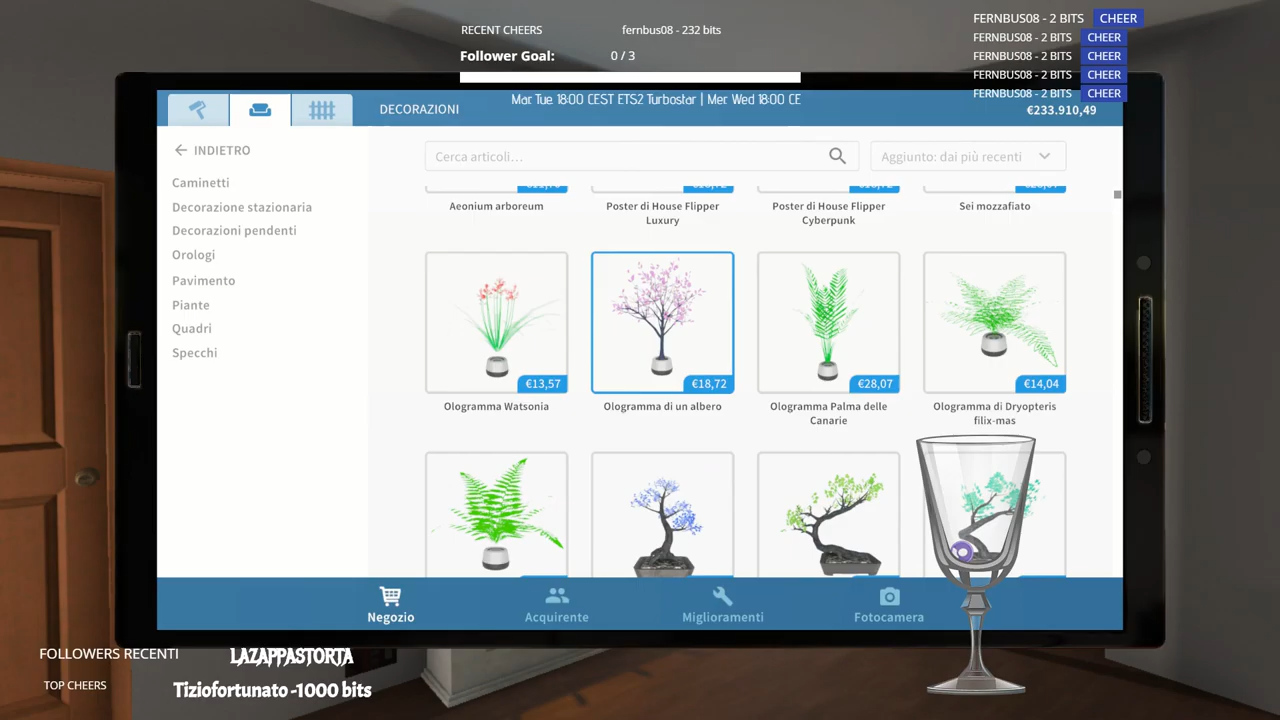 RECENT CHEERS fernbus08 - 232 bits
Follower Goal: 0 / 3
FERNBUS08 - 2 BITS CHEER
FERNBUS08 - 2 BITS CHEER
FERNBUS08 - 2 BITS CHEER
FERNBUS08 - 2 BITS CHEER
FERNBUS08 - 2 BITS CHEER
DECORAZIONI
Mar. Tue. 18:00 CEST ETS2 Turbostar | Mer. Wed 18:00 CE
€233.910,49
INDIETRO
Caminetti
Decorazione stazionaria
Decorazioni pendenti
Orologi
Pavimento
Piante
Quadri
Specchi
Cerca articoli...
Aggiunto: dai più recenti
Aeonium arboreum
Poster di House Flipper
Luxury
Poster di House Flipper
Cyberpunk
Sei mozzafiato
€13,57
Ologramma Watsonia
€18,72
Ologramma di un albero
€28,07
Ologramma Palma delle
Canarie
€14,04
Ologramma di Dryopteris
filix-mas
Negozio
Acquirente
Miglioramenti
Fotocamera
FOLLOWERS RECENTI LAZAPPASTORTA
TOP CHEERS Tiziofortunato -1000 bits